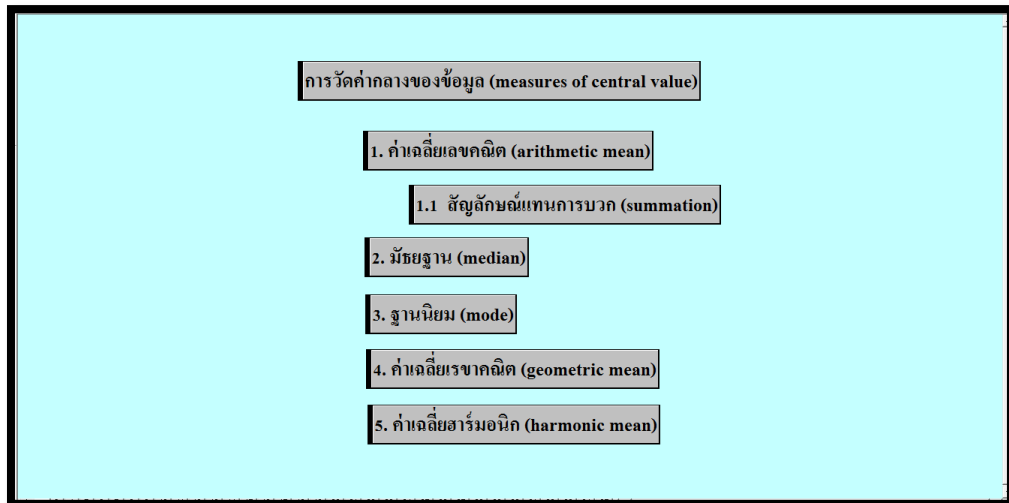 การวัดค่ากลางของข้อมูล (measures of central value)
1. ค่าเฉลี่ยเลขคณิต (arithmetic mean)
1.1 สัญลักษณ์แทนการบวก (summation)
2. มัธยฐาน (median)
3. ฐานนิยม (mode)
4. ค่าเฉลี่ยเรขาคณิต (geometric mean)
5. ค่าเฉลี่ยฮาร์มอนิก (harmonic mean)